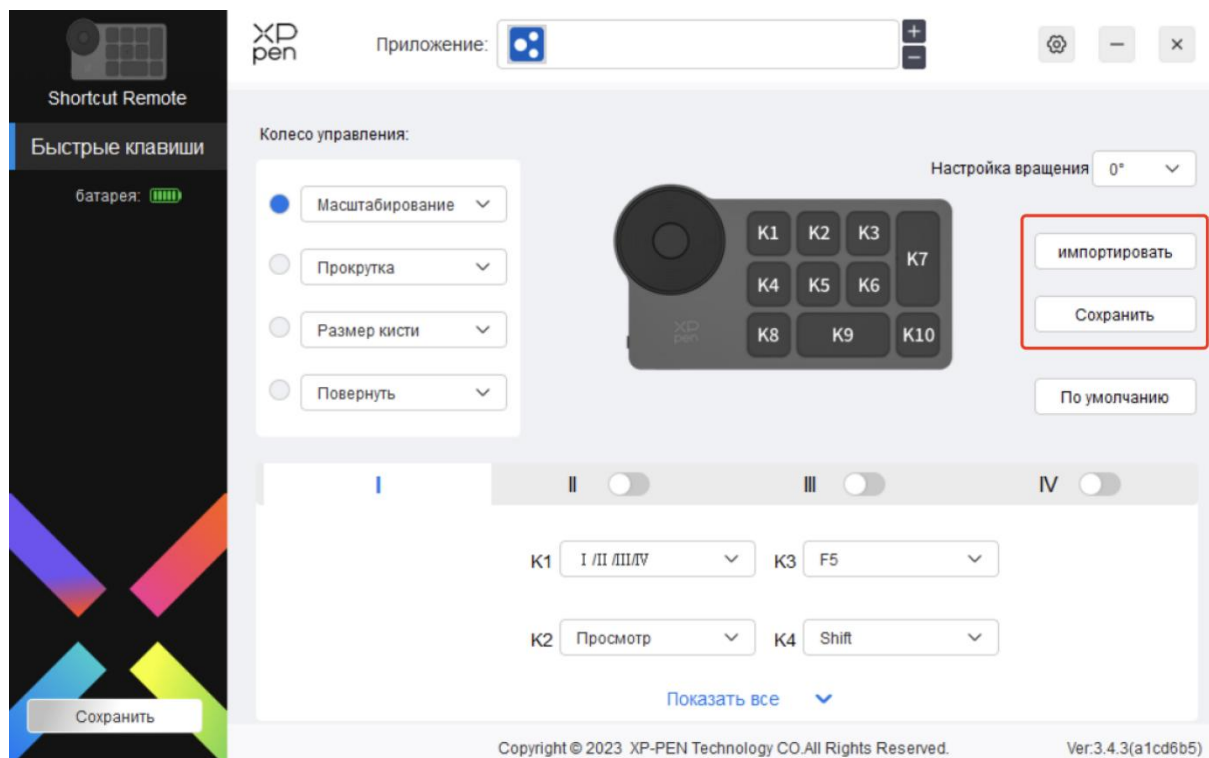 XP
pen
Приложение:
+
−
Shortcut Remote
Быстрые клавиши
батарея:
Колесо управления:
Настройка вращения 0°
Масштабирование
Прокрутка
Размер кисти
Повернуть
K1 K2 K3
K7
K4 K5 K6
K8 K9 K10
XP
pen
импортировать
Сохранить
По умолчанию
I II III IV
K1 I /II /III/IV K3 F5
K2 Просмотр K4 Shift
Показать все
Сохранить
Copyright © 2023 XP-PEN Technology CO.All Rights Reserved. Ver:3.4.3(a1cd6b5)